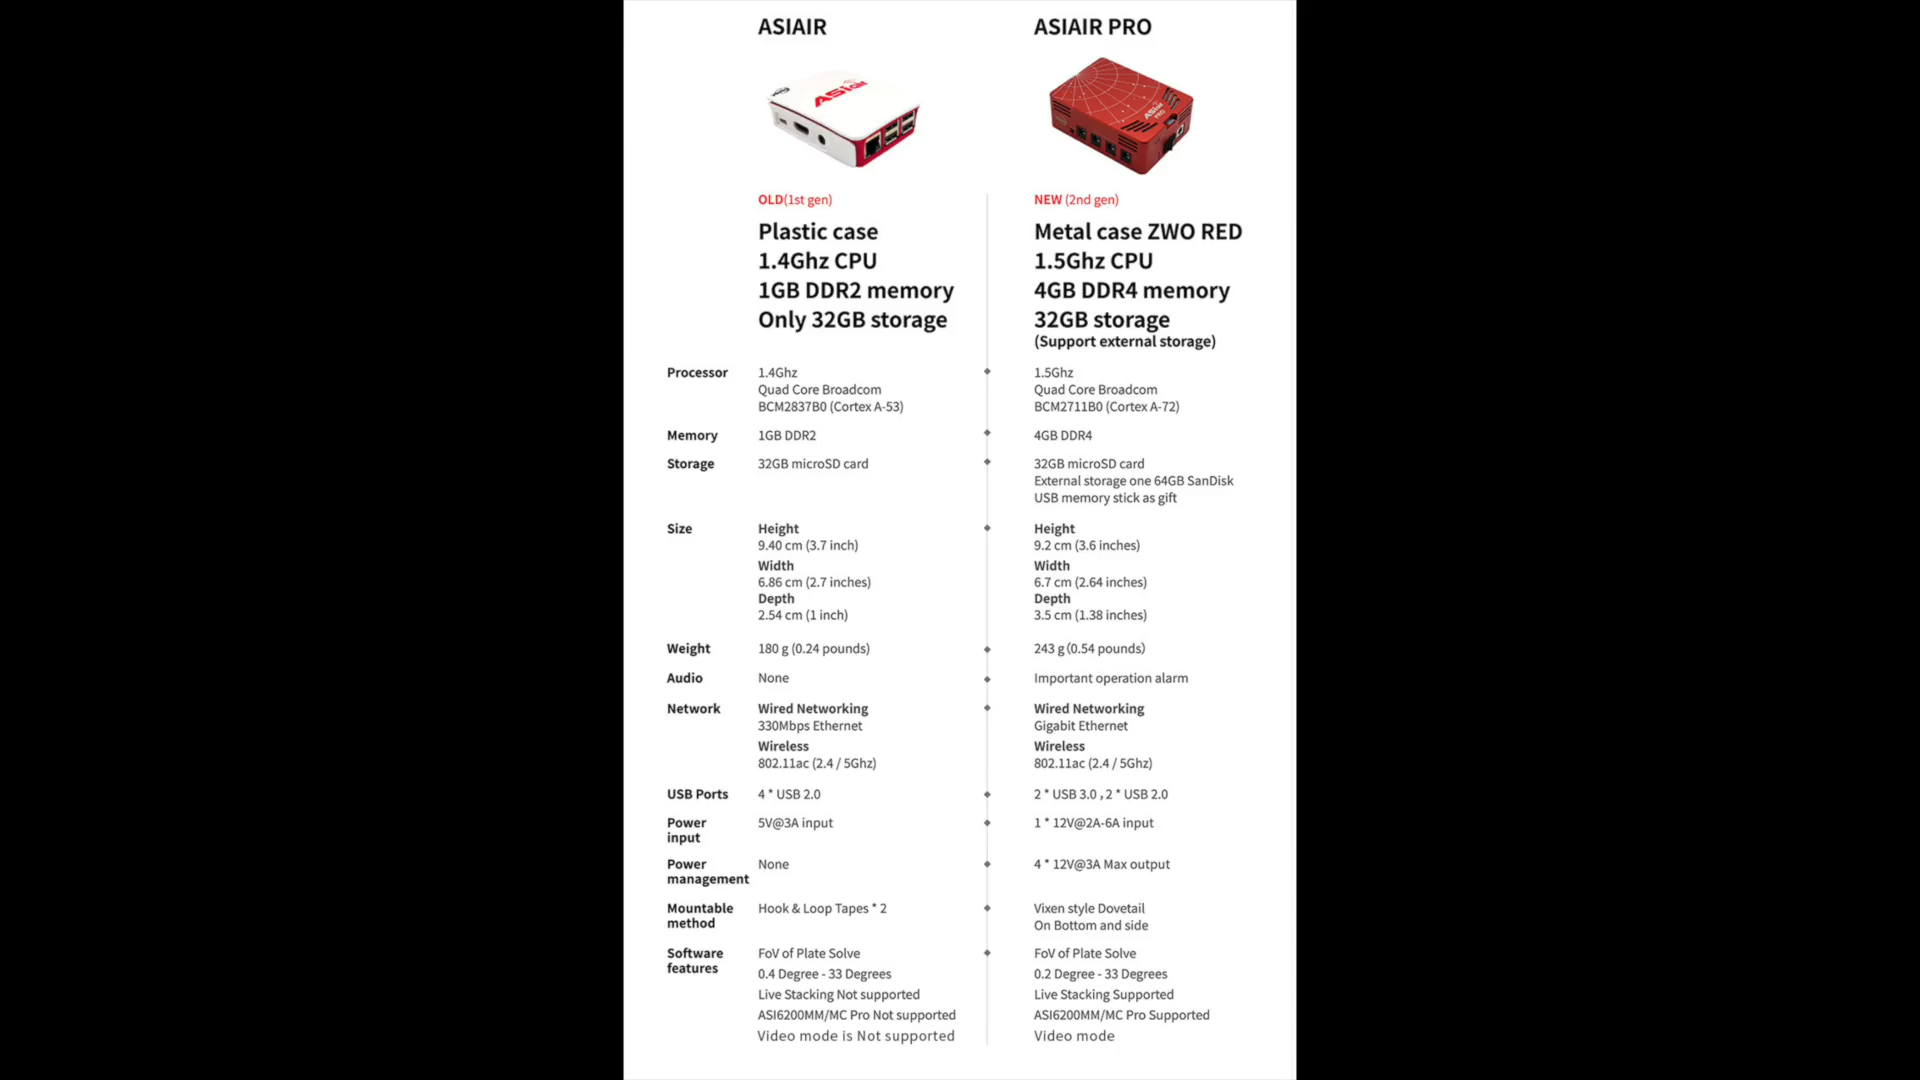 ASIAIR
ASIAIR PRO
ASI
AIR
ASI
AIR
PRO
OLD(1st gen)
NEW (2nd gen)
Plastic case
1.4Ghz CPU
1GB DDR2 memory
Only 32GB storage
Metal case ZWO RED
1.5Ghz CPU
4GB DDR4 memory
32GB storage
(Support external storage)
Processor
1.4Ghz
Quad Core Broadcom
BCM2837B0 (Cortex A-53)
1.5Ghz
Quad Core Broadcom
BCM2711B0 (Cortex A-72)
Memory
1GB DDR2
4GB DDR4
Storage
32GB microSD card
32GB microSD card
External storage one 64GB SanDisk
USB memory stick as gift
Size
Height
9.40 cm (3.7 inch)
Width
6.86 cm (2.7 inches)
Depth
2.54 cm (1 inch)
Height
9.2 cm (3.6 inches)
Width
6.7 cm (2.64 inches)
Depth
3.5 cm (1.38 inches)
Weight
180 g (0.24 pounds)
243 g (0.54 pounds)
Audio
None
Important operation alarm
Network
Wired Networking
330Mbps Ethernet
Wireless
802.11ac (2.4 / 5Ghz)
Wired Networking
Gigabit Ethernet
Wireless
802.11ac (2.4 / 5Ghz)
USB Ports
4 * USB 2.0
2 * USB 3.0 , 2 * USB 2.0
Power
input
5V@3A input
1 * 12V@2A-6A input
Power
management
None
4 * 12V@3A Max output
Mountable
method
Hook & Loop Tapes * 2
Vixen style Dovetail
On Bottom and side
Software
features
FoV of Plate Solve
0.4 Degree - 33 Degrees
Live Stacking Not supported
ASI6200MM/MC Pro Not supported
Video mode is Not supported
FoV of Plate Solve
0.2 Degree - 33 Degrees
Live Stacking Supported
ASI6200MM/MC Pro Supported
Video mode